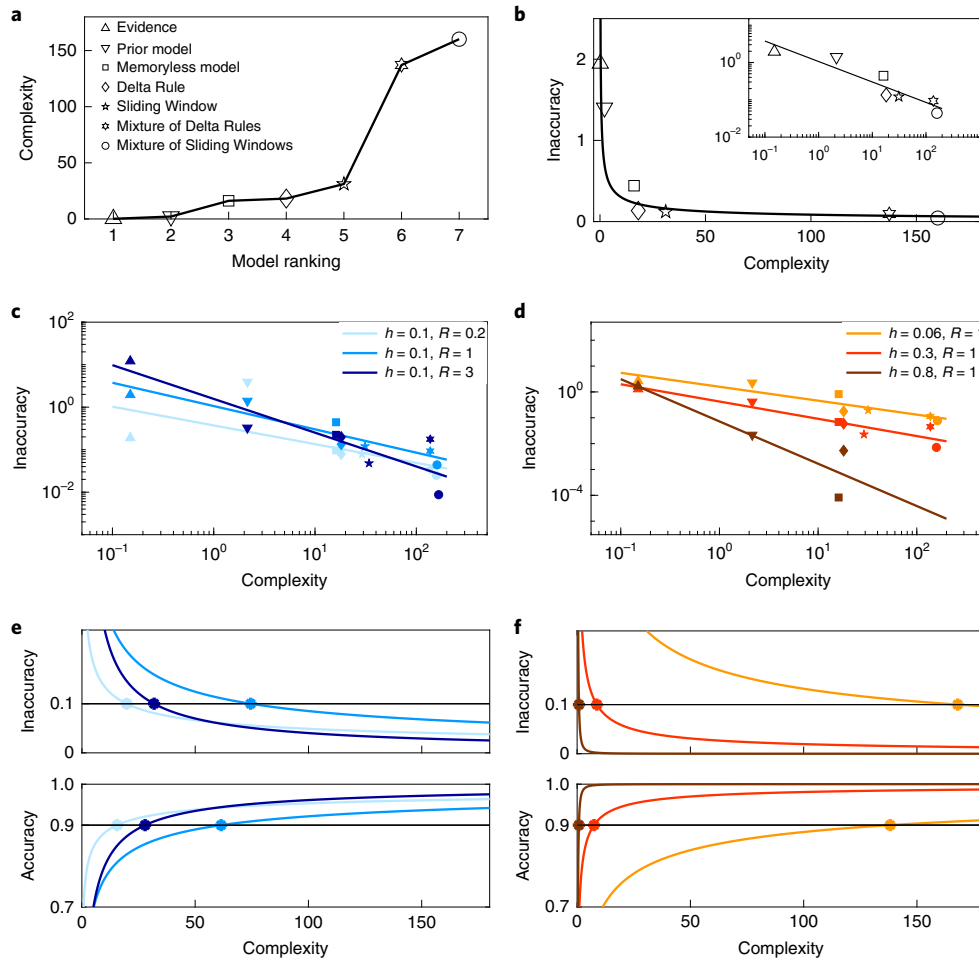 a
Complexity
150
100
50
0
Evidence
Prior model
Memoryless model
Delta Rule
Sliding Window
Mixture of Delta Rules
Mixture of Sliding Windows
1 2 3 4 5 6 7
Model ranking
b
Inaccuracy
2
1
0
0 50 100 150
Complexity
10^0
10^−2
10^−1 10^0 10^1 10^2
c
Inaccuracy
10^2
10^0
10^−2
h = 0.1, R = 0.2
h = 0.1, R = 1
h = 0.1, R = 3
10^−1 10^0 10^1 10^2
Complexity
d
Inaccuracy
10^0
10^−4
h = 0.06, R =
h = 0.3, R = 1
h = 0.8, R = 1
10^−1 10^0 10^1 10^2
Complexity
e
Inaccuracy
0.1
0
Accuracy
1.0
0.9
0.7
0 50 100 150
Complexity
f
Inaccuracy
0.1
0
Accuracy
1.0
0.9
0.7
0 50 100 150
Complexity